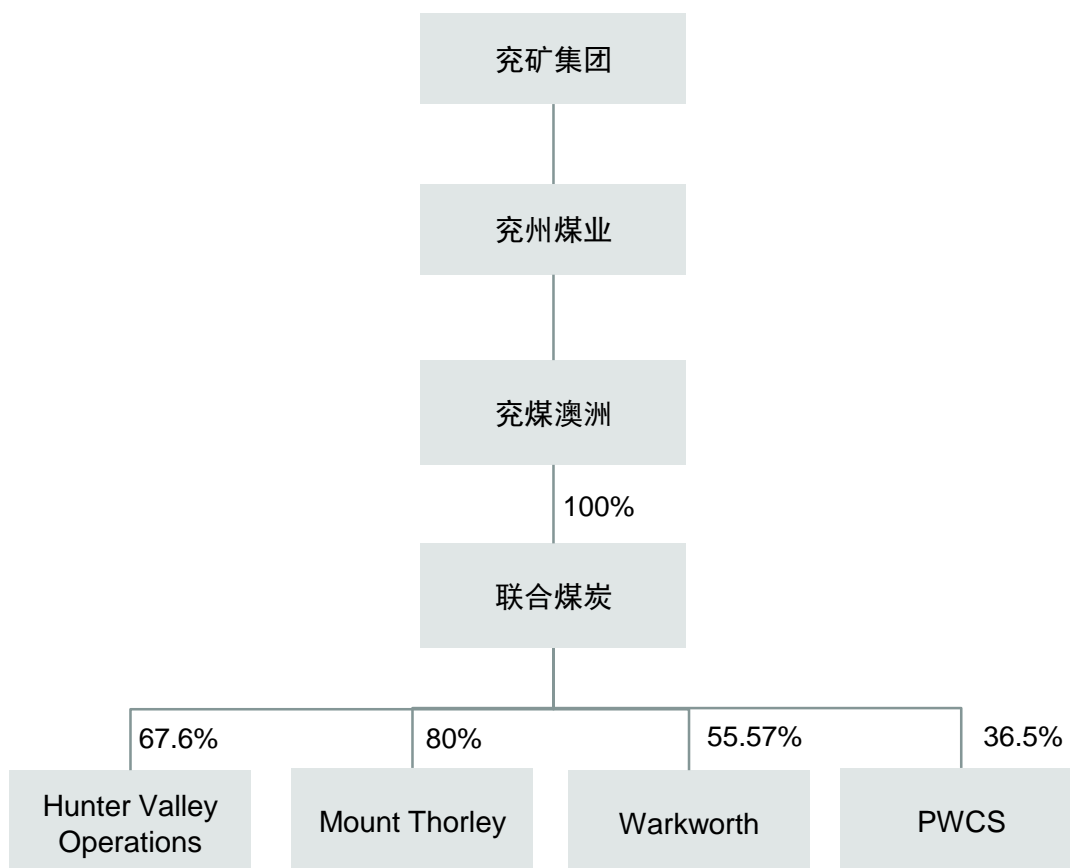 兖矿集团
兖州煤业
兖煤澳洲
100%
联合煤炭
67.6%
80%
55.57%
36.5%
Hunter Valley
Operations
Mount Thorley
Warkworth
PWCS